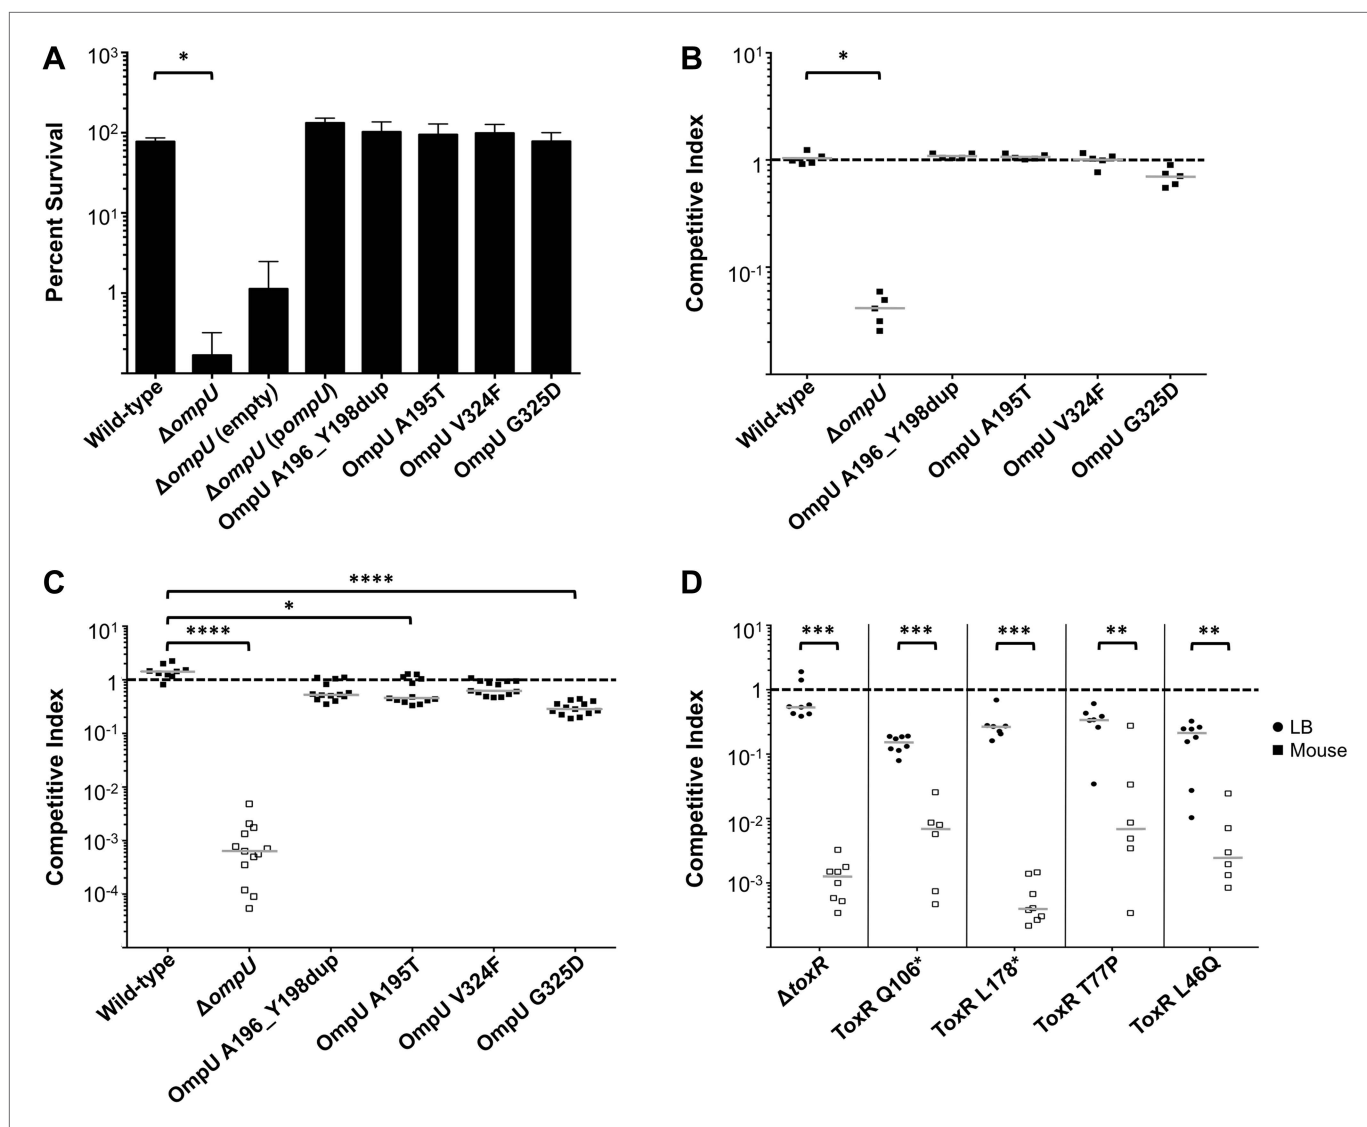 A
10³
10²
10¹
1
Percent Survival
*
Wild-type
ΔompU
ΔompU (empty)
ΔompU (pompU)
OmpU A196_Y198dup
OmpU A195T
OmpU V324F
OmpU G325D
B
10¹
1
10⁻¹
Competitive Index
*
Wild-type
ΔompU
OmpU A196_Y198dup
OmpU A195T
OmpU V324F
OmpU G325D
C
10¹
1
10⁻¹
10⁻²
10⁻³
10⁻⁴
Competitive Index
****
*
****
Wild-type
ΔompU
OmpU A196_Y198dup
OmpU A195T
OmpU V324F
OmpU G325D
D
10¹
1
10⁻¹
10⁻²
10⁻³
Competitive Index
***
***
***
**
**
ΔtoxR
ToxR Q106*
ToxR L178*
ToxR T77P
ToxR L46Q
LB
Mouse